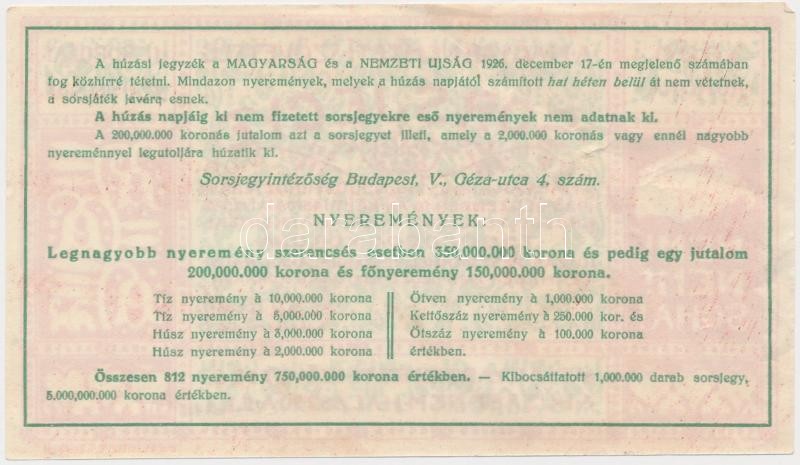 A húzási jegyzék a MAGYARSÁG és a NEMZETI UJSÁG 1926. december 17-én megjelenő számában
fog közhírré tétetni. Mindazon nyeremények, melyek a húzás napjától számított hat héten belül át nem vétetnek,
a sorsjáték javára esnek.
A húzás napjáig ki nem fizetett sorsjegyekre eső nyeremények nem adatnak ki.
A 200,000.000 koronás jutalom azt a sorsjegyet illeti, amely a 2,000.000 koronás vagy ennél nagyobb
nyereménnyel legutoljára húzatik ki.
Sorsjegyintézőség Budapest, V., Géza-utca 4, szám.
NYEREMÉNYEK:
darabanth
Legnagyobb nyeremény szerencsés esetben 350,000.000 korona és pedig egy jutalom
200,000.000 korona és főnyeremény 150,000.000 korona.
Tíz nyeremény à 10,000.000 korona
Tíz nyeremény à 5,000.000 korona
Húsz nyeremény à 3,000.000 korona
Húsz nyeremény à 2,000.000 korona
Ötven nyeremény à 1,000.000 korona
Kettőszáz nyeremény à 250.000 kor. és
Ötszáz nyeremény à 100.000 korona
értékben.
Összesen 812 nyeremény 750,000.000 korona értékben. — Kibocsáttatott 1,000.000 darab sorsjegy,
5.000,000.000 korona értékben.